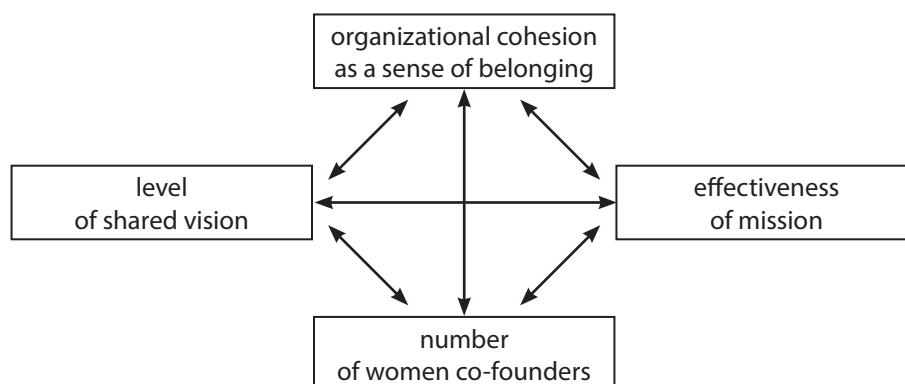 organizational cohesion
as a sense of belonging
level
of shared vision
effectiveness
of mission
number
of women co-founders